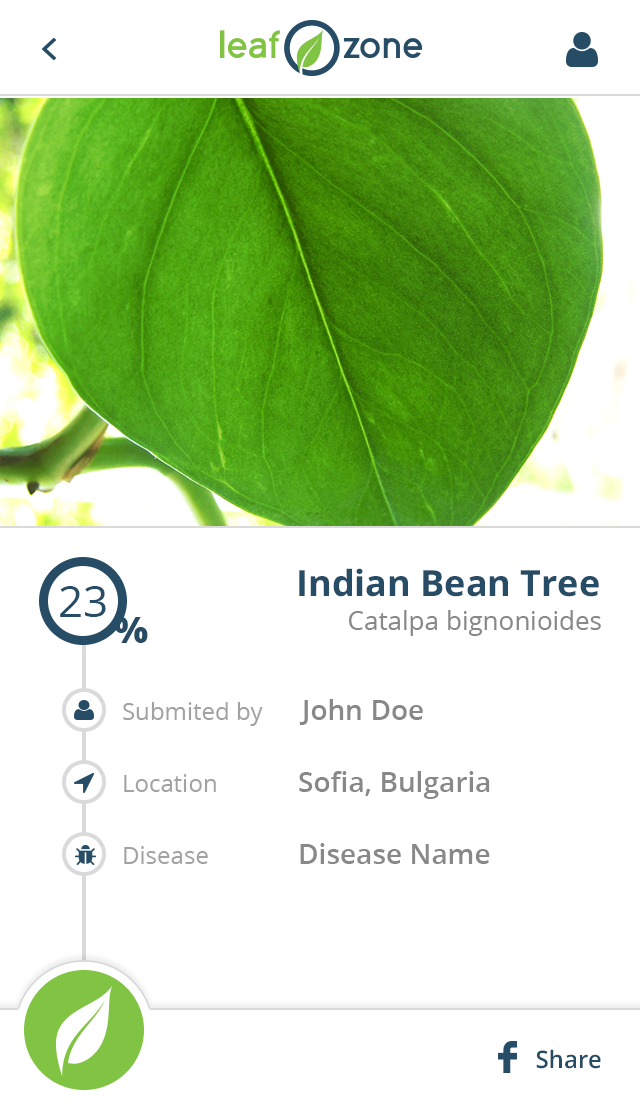 leaf zone
23 %
Indian Bean Tree
Catalpa bignonioides
Submited by John Doe
Location Sofia, Bulgaria
Disease Disease Name
Share